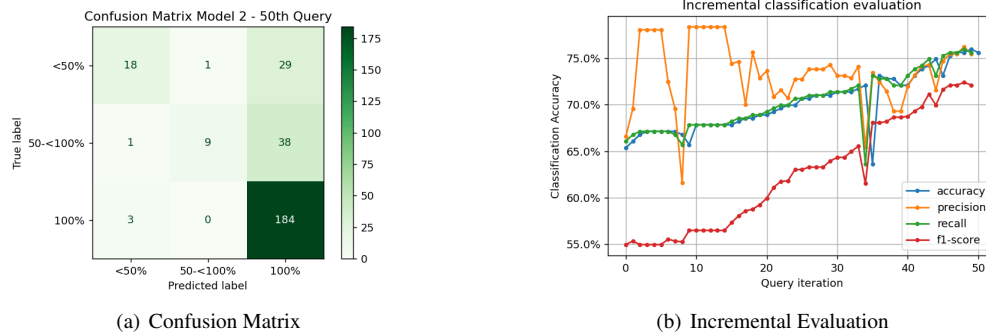 Confusion Matrix Model 2 - 50th Query
<50%
50-<100%
100%
True label
18 1 29
1 9 38
3 0 184
<50% 50-<100% 100%
Predicted label
175
150
125
100
75
50
25
0
(a) Confusion Matrix
Incremental classification evaluation
Classification Accuracy
75.0%
70.0%
65.0%
60.0%
55.0%
accuracy
precision
recall
f1-score
0 10 20 30 40 50
Query iteration
(b) Incremental Evaluation